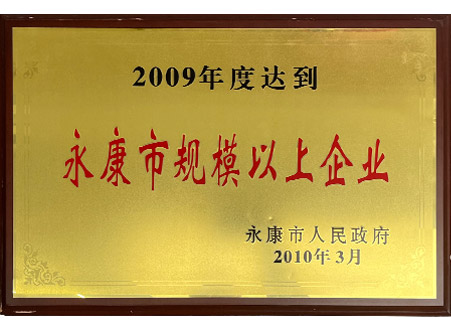 2009年度达到
永康市规模以上企业
永康市人民政府
2010年3月